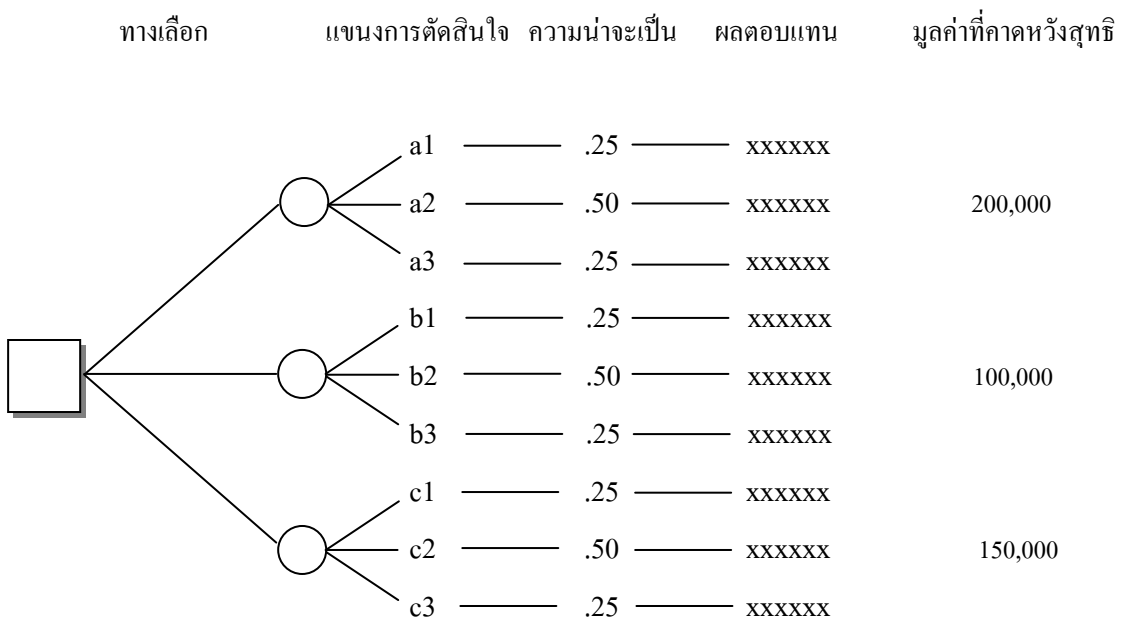 ทางเลือก แขนงการตัดสินใจ ความน่าจะเป็น ผลตอบแทน มูลค่าที่คาดหวังสุทธิ
a1 .25 xxxxxx
a2 .50 xxxxxx 200,000
a3 .25 xxxxxx
b1 .25 xxxxxx
b2 .50 xxxxxx 100,000
b3 .25 xxxxxx
c1 .25 xxxxxx
c2 .50 xxxxxx 150,000
c3 .25 xxxxxx